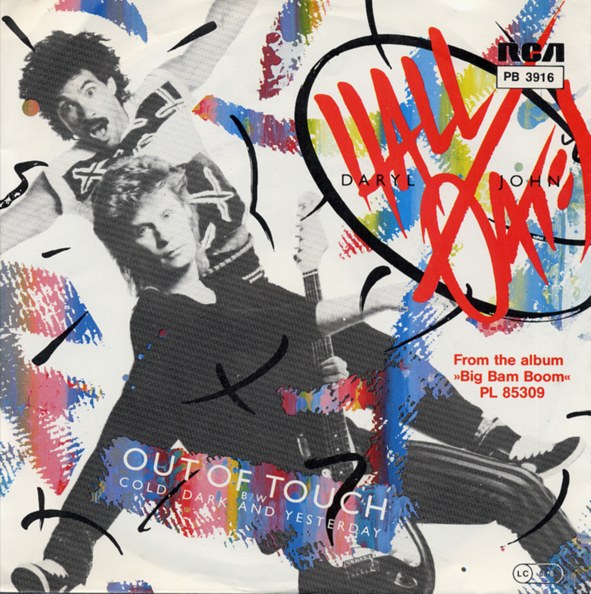 RCA
PB 3916
HALL
DARYL JOHN
Oates
From the album
»Big Bam Boom«
PL 85309
OUT OF TOUCH
B/W
COLD, DARK AND YESTERDAY
LC